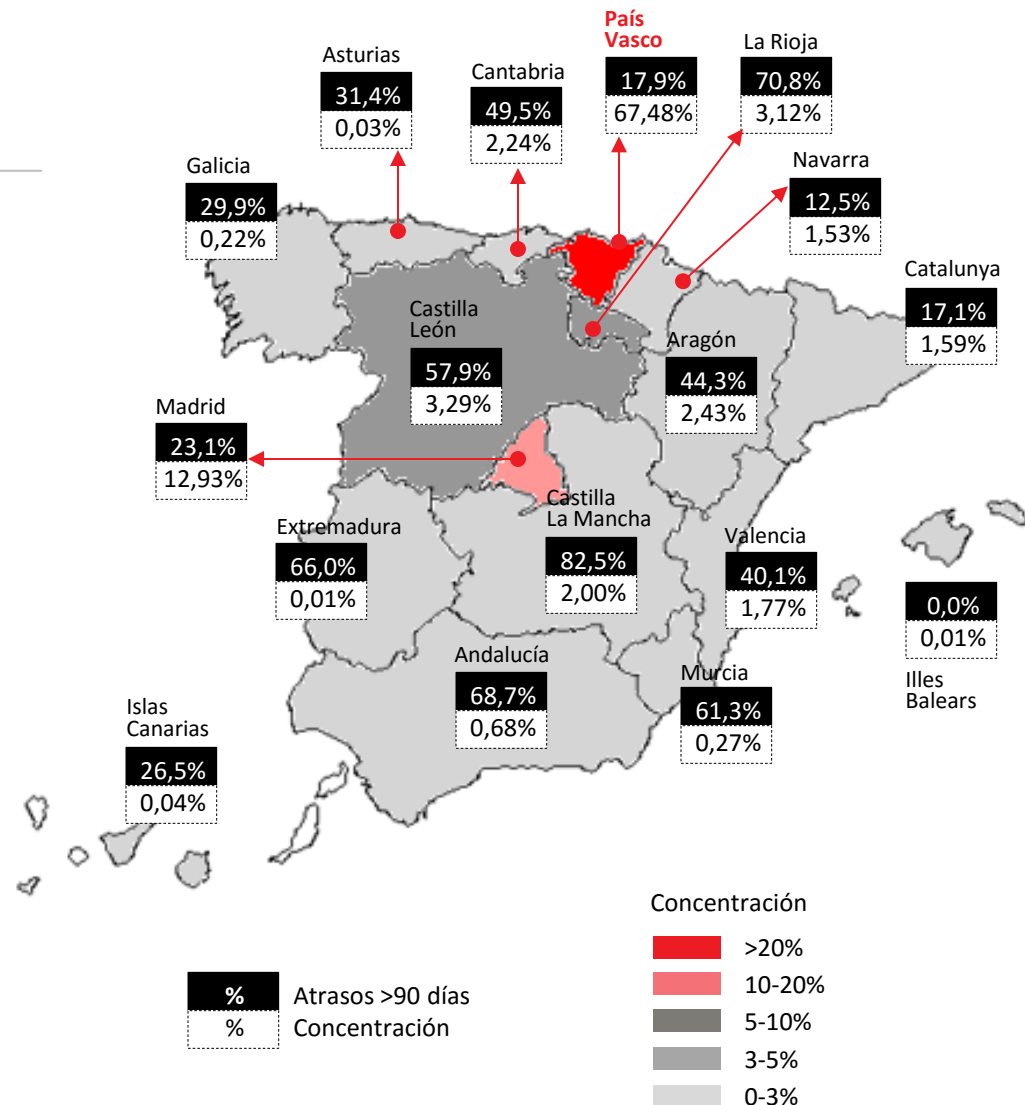 País
Vasco
17,9%
67,48%
La Rioja
70,8%
3,12%
Asturias
31,4%
0,03%
Cantabria
49,5%
2,24%
Navarra
12,5%
1,53%
Galicia
29,9%
0,22%
Catalunya
17,1%
1,59%
Castilla
León
57,9%
3,29%
Aragón
44,3%
2,43%
Madrid
23,1%
12,93%
Castilla
La Mancha
82,5%
2,00%
Extremadura
66,0%
0,01%
Valencia
40,1%
1,77%
0,0%
0,01%
Illes
Balears
Andalucía
68,7%
0,68%
Murcia
61,3%
0,27%
Islas
Canarias
26,5%
0,04%
% Atrasos >90 días
% Concentración
Concentración
>20%
10-20%
5-10%
3-5%
0-3%